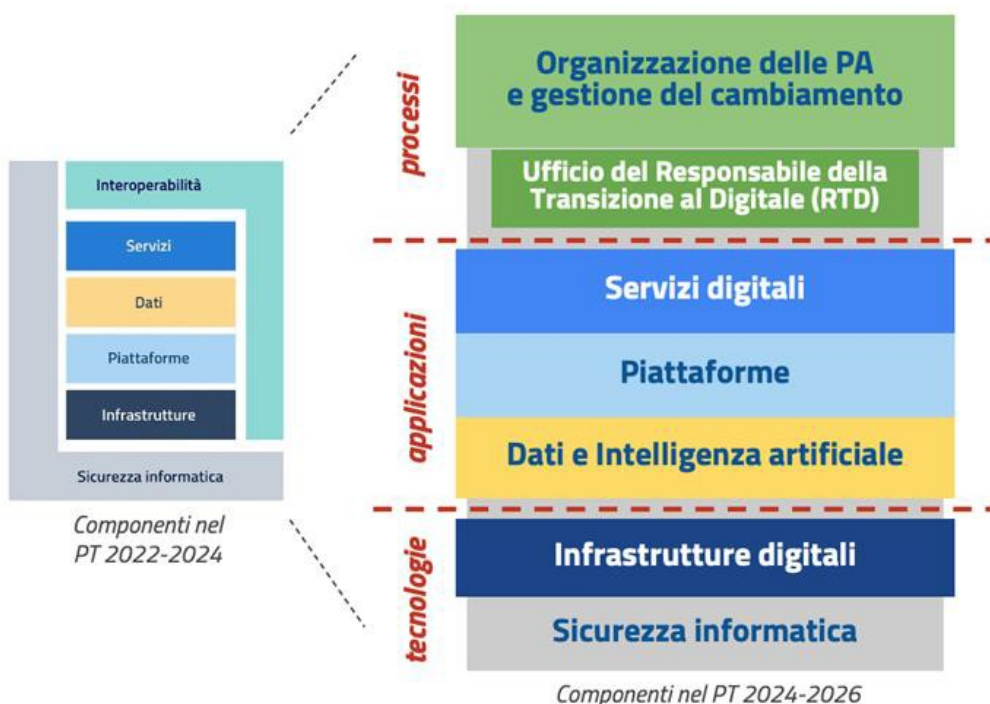 Interoperabilità
Servizi
Dati
Piattaforme
Infrastrutture
Sicurezza informatica
Componenti nel
PT 2022-2024
processi
Organizzazione delle PA
e gestione del cambiamento
Ufficio del Responsabile della
Transizione al Digitale (RTD)
applicazioni
Servizi digitali
Piattaforme
Dati e Intelligenza artificiale
tecnologie
Infrastrutture digitali
Sicurezza informatica
Componenti nel PT 2024-2026